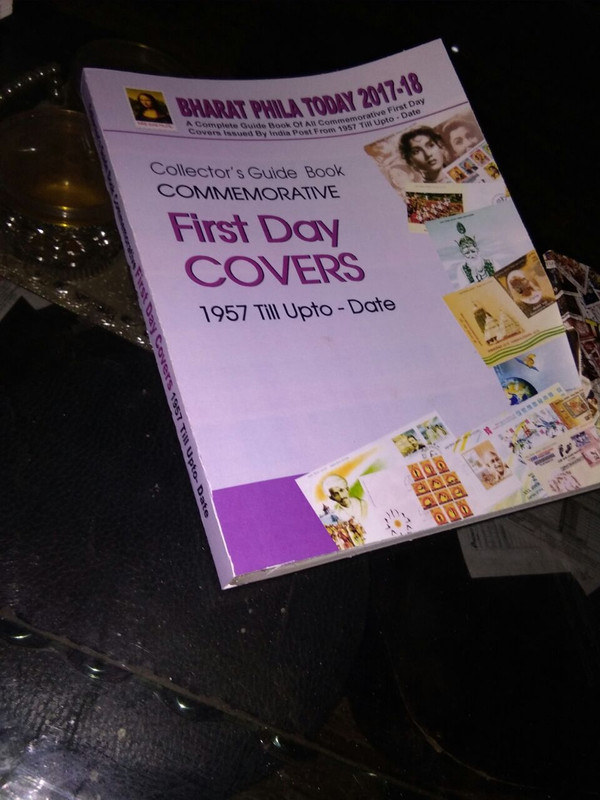 BHARAT PHILA TODAY 2017-18
A Complete Guide Book Of All Commemorative First Day
Covers Issued By India Post From 1957 Till Upto - Date
Collector's Guide Book
COMMEMORATIVE
First Day
COVERS
1957 Till Upto - Date
First Day Covers 1957 Till Upto- Date